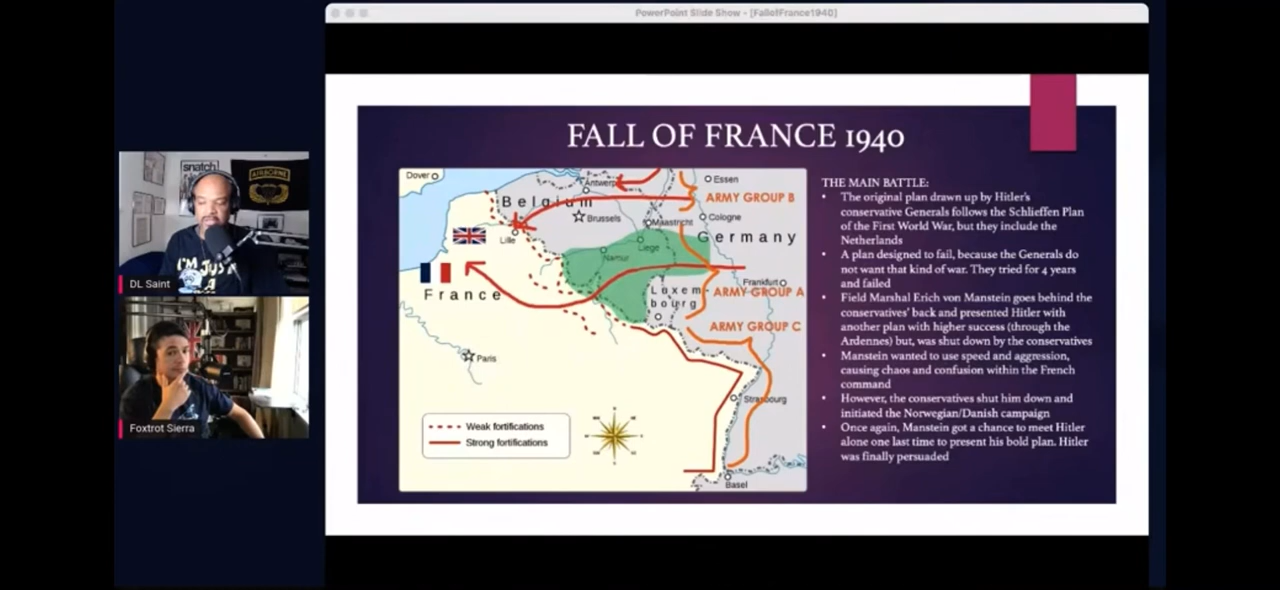 PowerPoint Slide Show - [FallofFrance1940]
snatch
AIRBORNE
I'M JUS
DL Saint
Foxtrot Sierra
FALL OF FRANCE 1940
Dover
Antwerp
Essen
Belgium
ARMY GROUP B
Brussels
Maastricht
Cologne
Lille
Liege
Germany
Namur
France
Luxem-
bourg
Frankfurt
ARMY GROUP A
ARMY GROUP C
Paris
Strasbourg
Weak fortifications
Strong fortifications
Basel
THE MAIN BATTLE:
• The original plan drawn up by Hitler's
conservative Generals follows the Schlieffen Plan
of the First World War, but they include the
Netherlands
• A plan designed to fail, because the Generals do
not want that kind of war. They tried for 4 years
and failed
• Field Marshal Erich von Manstein goes behind the
conservatives' back and presented Hitler with
another plan with higher success (through the
Ardennes) but, was shut down by the conservatives
• Manstein wanted to use speed and aggression,
causing chaos and confusion within the French
command
• However, the conservatives shut him down and
initiated the Norwegian/Danish campaign
• Once again, Manstein got a chance to meet Hitler
alone one last time to present his bold plan. Hitler
was finally persuaded